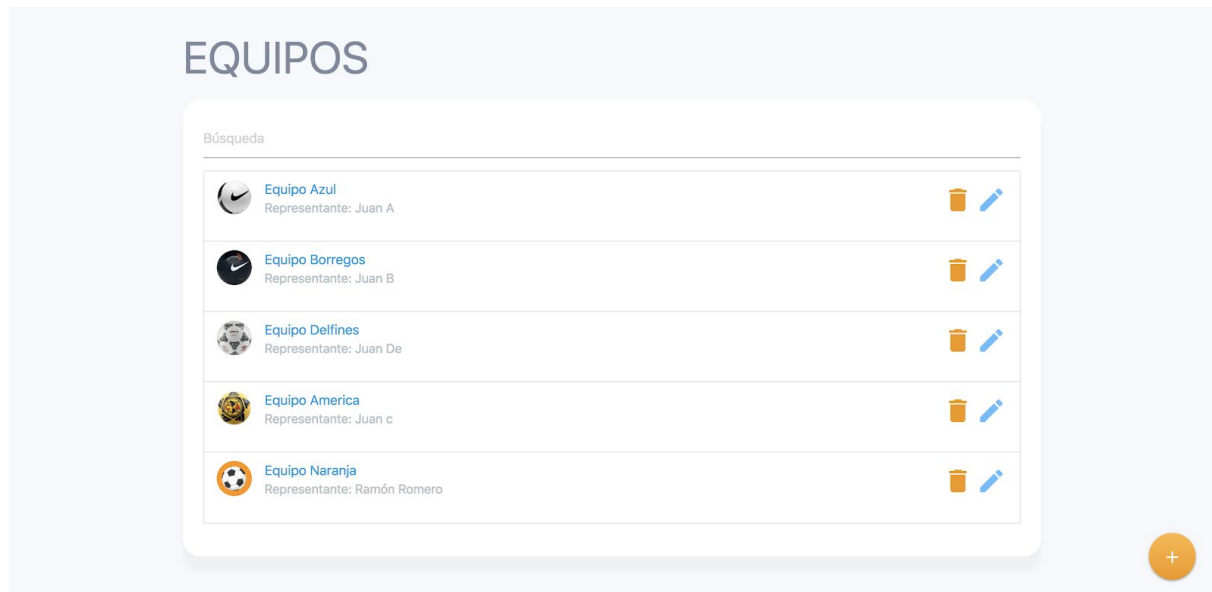 EQUIPOS
Búsqueda
Equipo Azul
Representante: Juan A
Equipo Borregos
Representante: Juan B
Equipo Delfines
Representante: Juan De
Equipo America
Representante: Juan c
Equipo Naranja
Representante: Ramón Romero
+